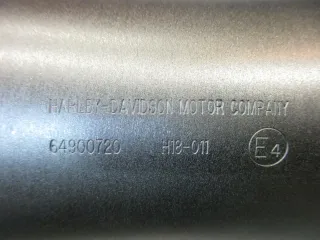 HARLEY-DAVIDSON MOTOR COMPANY
64900720 H18-011 E4